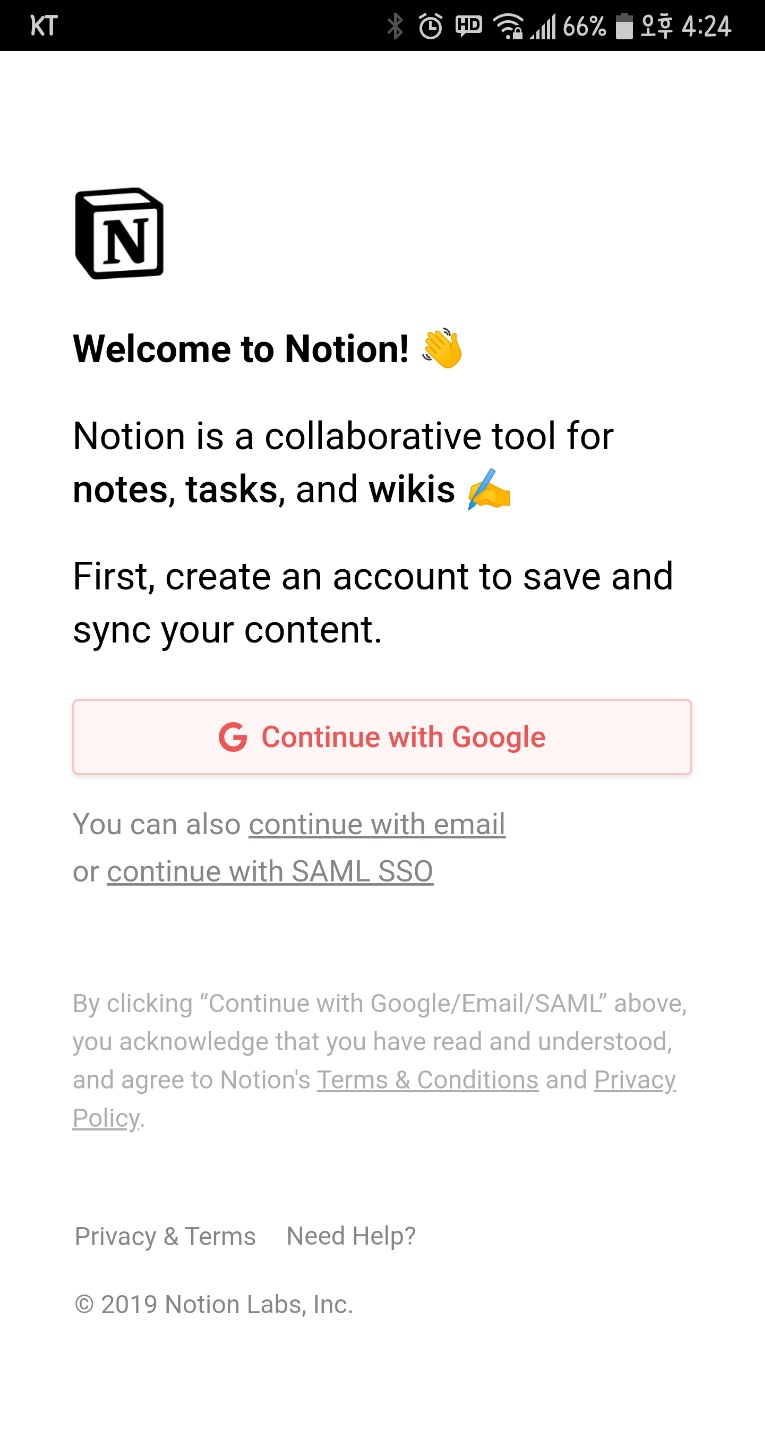 KT 66% 오후 4:24
N
Welcome to Notion! 👋
Notion is a collaborative tool for
notes, tasks, and wikis ✍️
First, create an account to save and
sync your content.
G Continue with Google
You can also continue with email
or continue with SAML SSO
By clicking “Continue with Google/Email/SAML” above,
you acknowledge that you have read and understood,
and agree to Notion's Terms & Conditions and Privacy
Policy.
Privacy & Terms Need Help?
© 2019 Notion Labs, Inc.